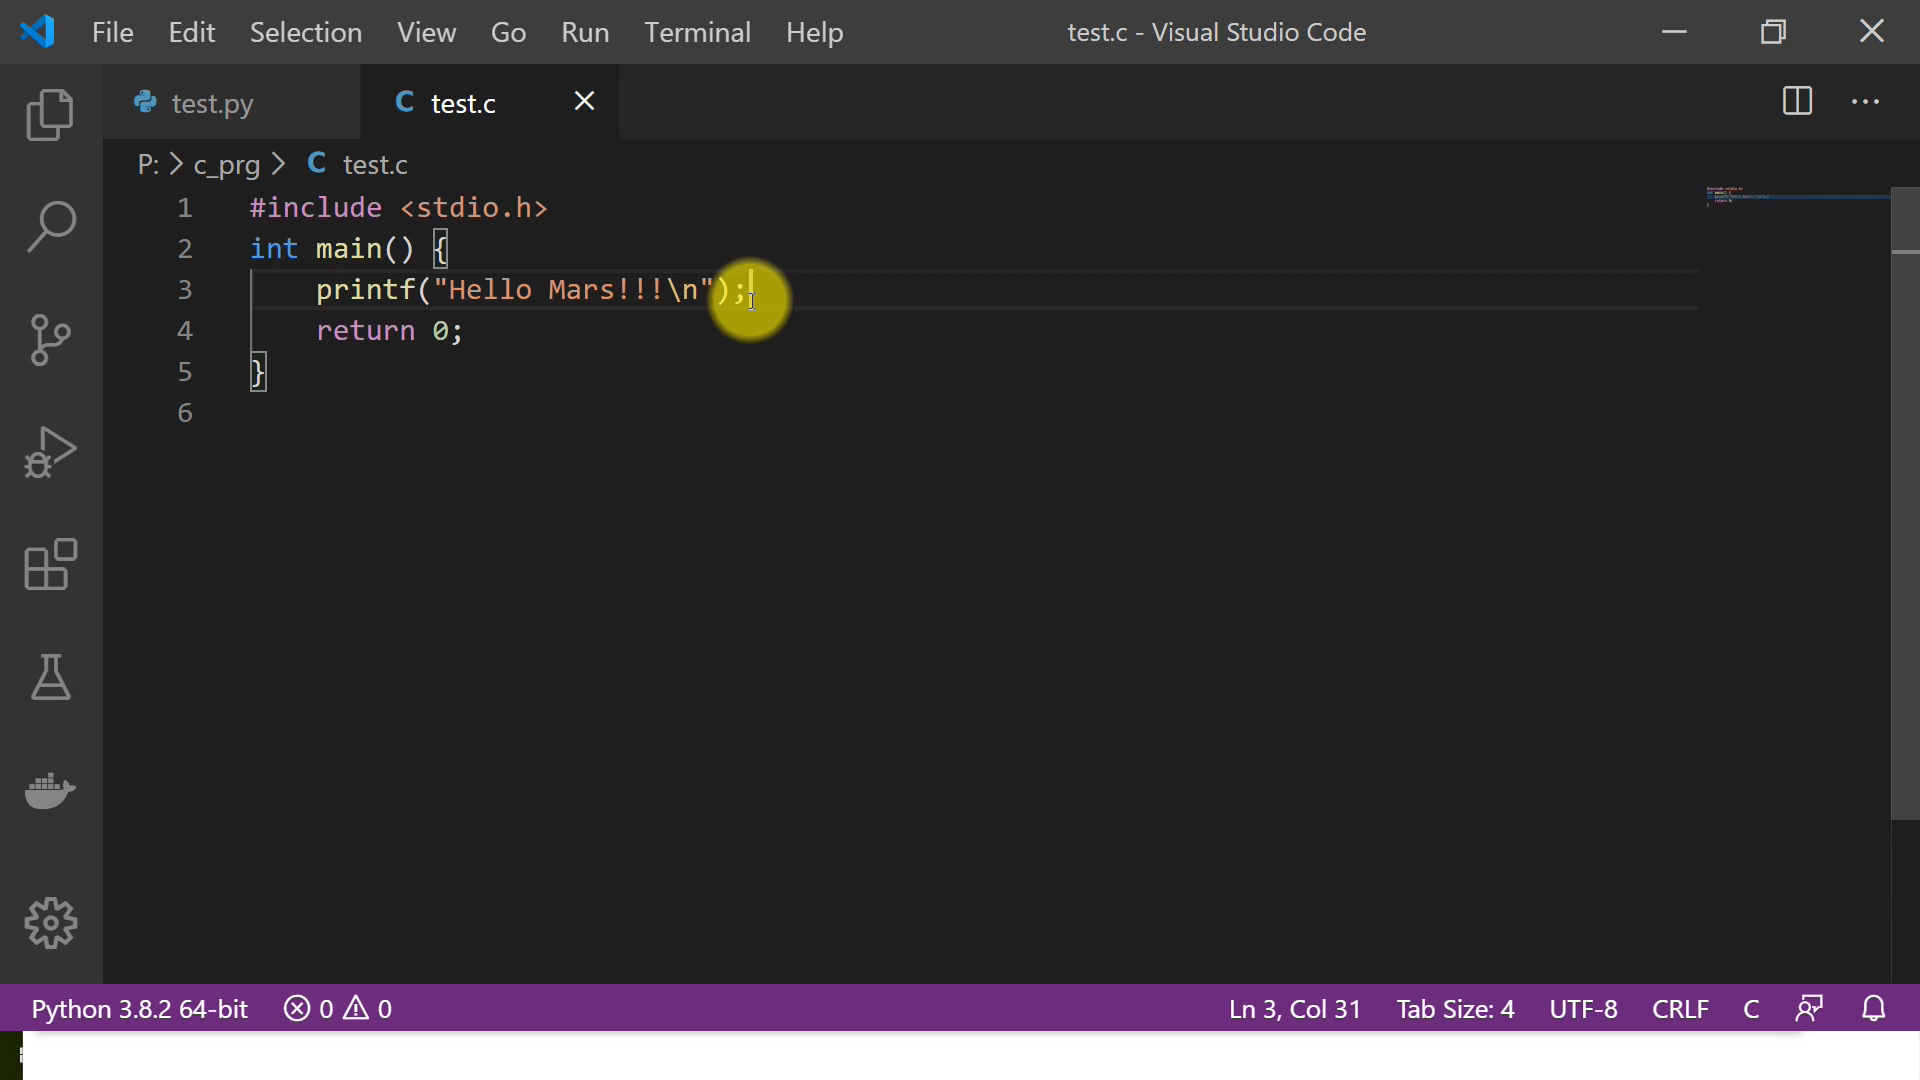 File Edit Selection View Go Run Terminal Help test.c - Visual Studio Code
test.py test.c
P: > c_prg > C test.c
1 #include <stdio.h>
2 int main() {
3     printf("Hello Mars!!!\n");
4     return 0;
5 }
6
Python 3.8.2 64-bit 0 0 Ln 3, Col 31 Tab Size: 4 UTF-8 CRLF C